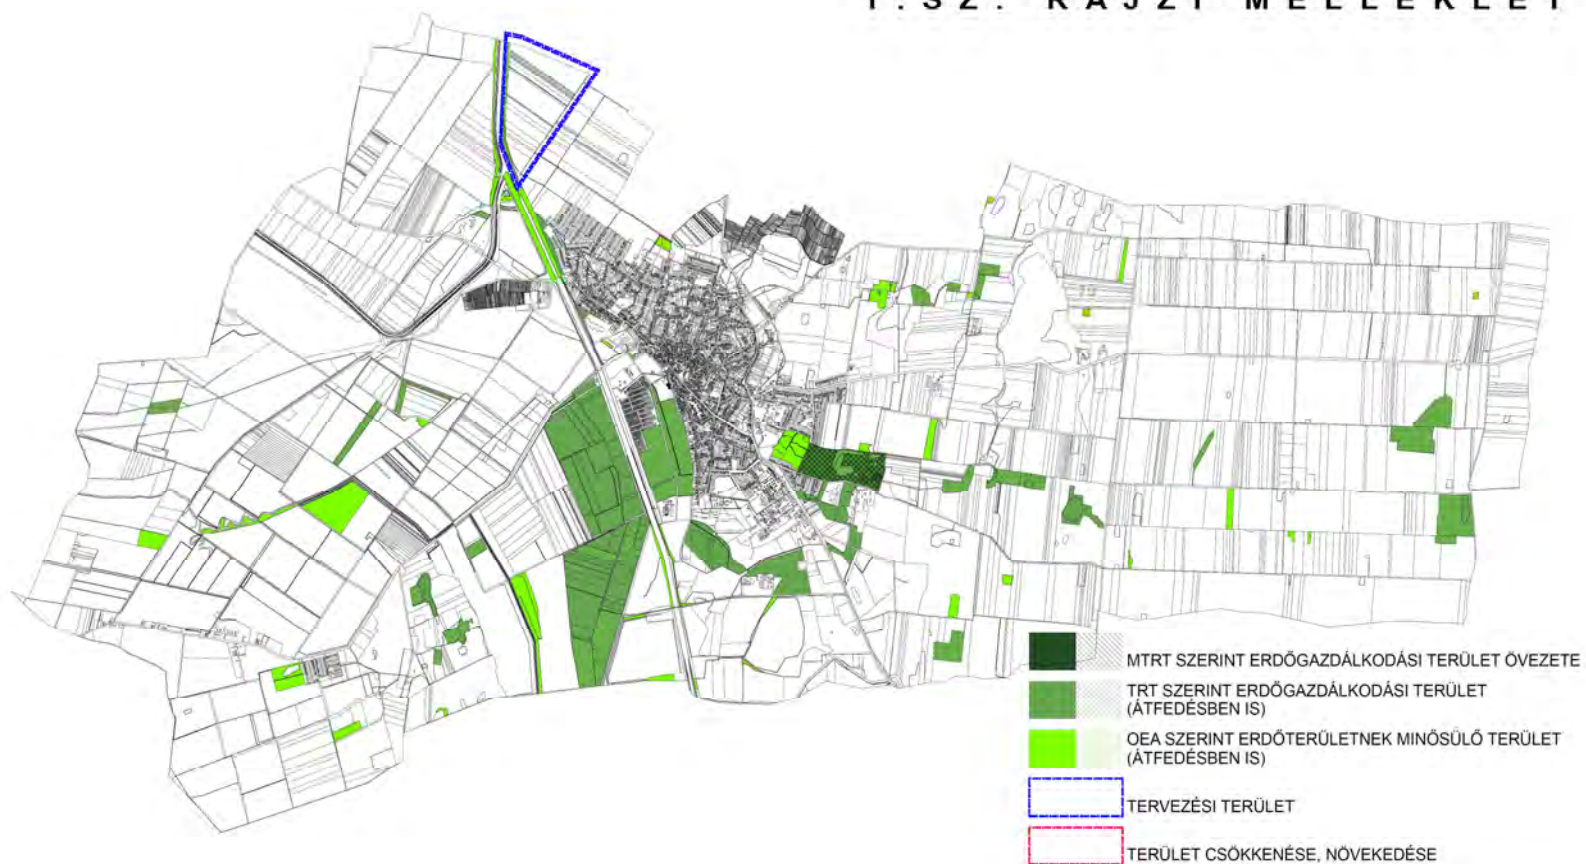 1 . S Z . R A J Z I M E L L É K L E T
MTRT SZERINT ERDŐGAZDÁLKODÁSI TERÜLET ÖVEZETE
TRT SZERINT ERDŐGAZDÁLKODÁSI TERÜLET
(ÁTFEDÉSBEN IS)
OEA SZERINT ERDŐTERÜLETNEK MINŐSÜLŐ TERÜLET
(ÁTFEDÉSBEN IS)
TERVEZÉSI TERÜLET
TERÜLET CSÖKKENÉSE, NÖVEKEDÉSE